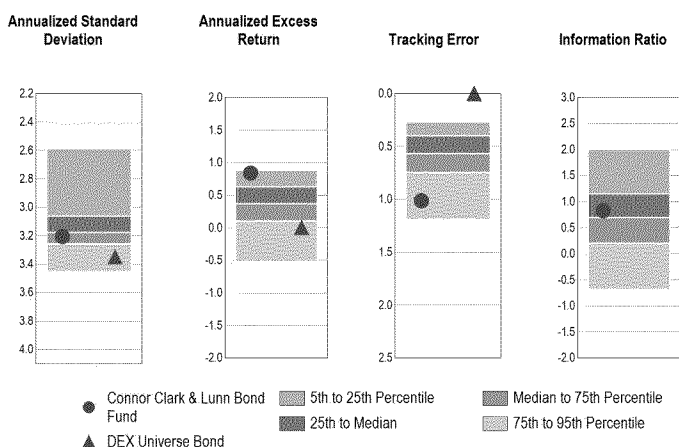 Annualized Standard
Deviation
Annualized Excess
Return
Tracking Error
Information Ratio
2.2
2.4
2.6
2.8
3.0
3.2
3.4
3.6
3.8
4.0
2.0
1.5
1.0
0.5
0.0
-0.5
-1.0
-1.5
-2.0
0.0
0.5
1.0
1.5
2.0
2.5
3.0
2.5
2.0
1.5
1.0
0.5
0.0
-0.5
-1.0
-1.5
-2.0
Connor Clark & Lunn Bond
Fund
DEX Universe Bond
5th to 25th Percentile
25th to Median
Median to 75th Percentile
75th to 95th Percentile